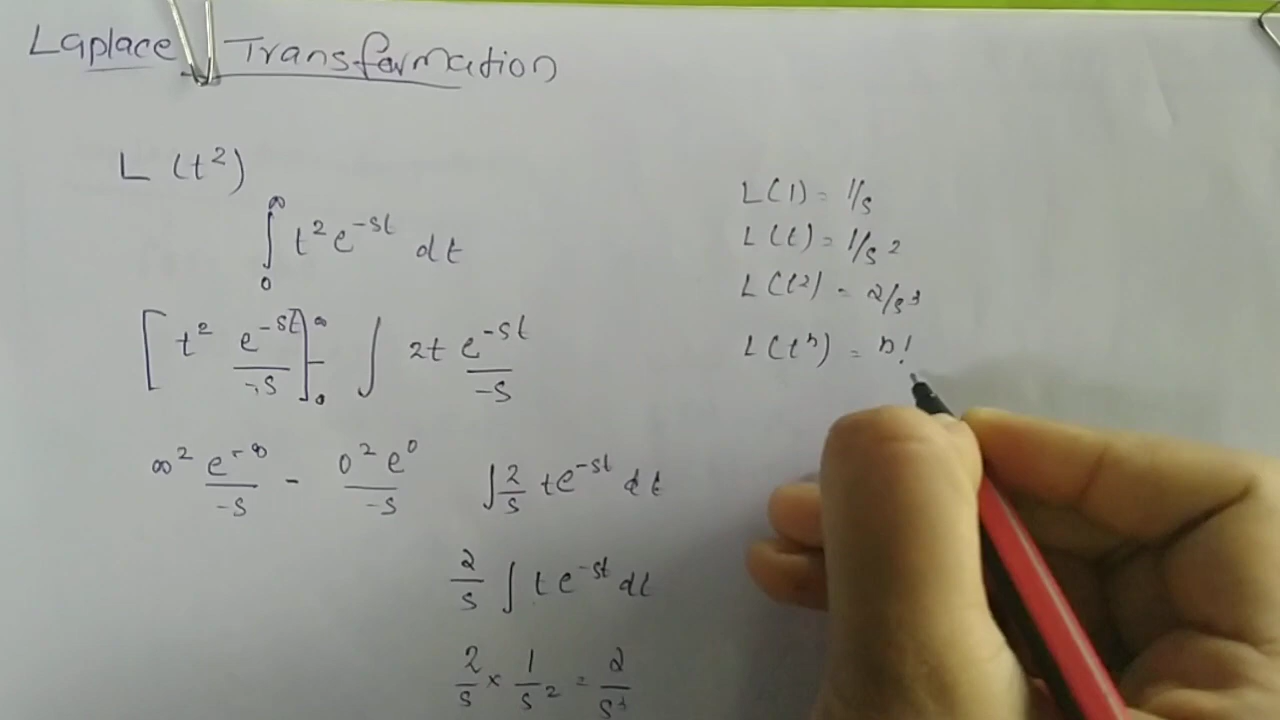 Laplace Transformation
L (t²)
∫₀^∞ t² e^{-st} dt
[t² e^{-st}/-s]₀^∞ - ∫ 2t e^{-st}/-s
∞² e^{-∞}/-s - 0² e⁰/-s ∫ 2/s t e^{-st} dt
2/s ∫ t e^{-st} dt
2/s × 1/s² = 2/s³
L(1) = 1/s
L(t) = 1/s²
L(t²) = 2/s³
L(tⁿ) = n!